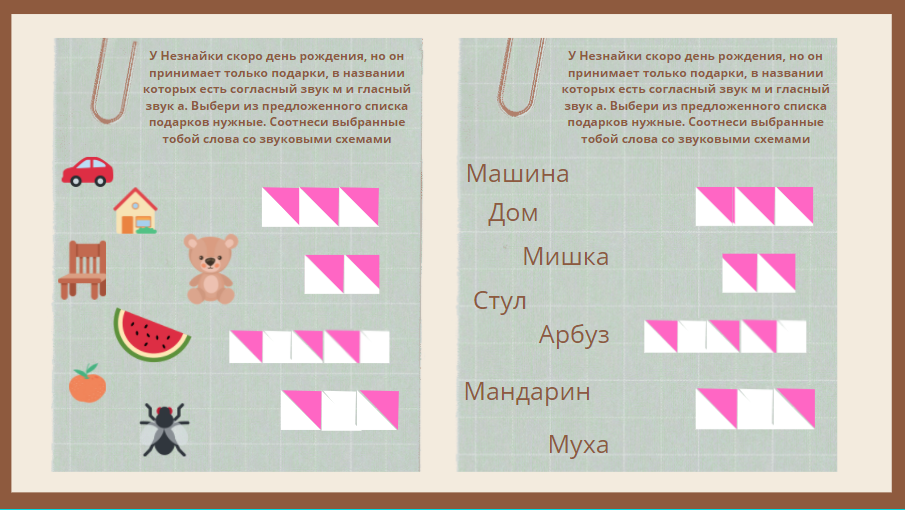 У Незнайки скоро день рождения, но он
принимает только подарки, в названии
которых есть согласный звук м и гласный
звук а. Выбери из предложенного списка
подарков нужные. Соотнеси выбранные
тобой слова со звуковыми схемами
У Незнайки скоро день рождения, но он
принимает только подарки, в названии
которых есть согласный звук м и гласный
звук а. Выбери из предложенного списка
подарков нужные. Соотнеси выбранные
тобой слова со звуковыми схемами
Машина
Дом
Мишка
Стул
Арбуз
Мандарин
Муха